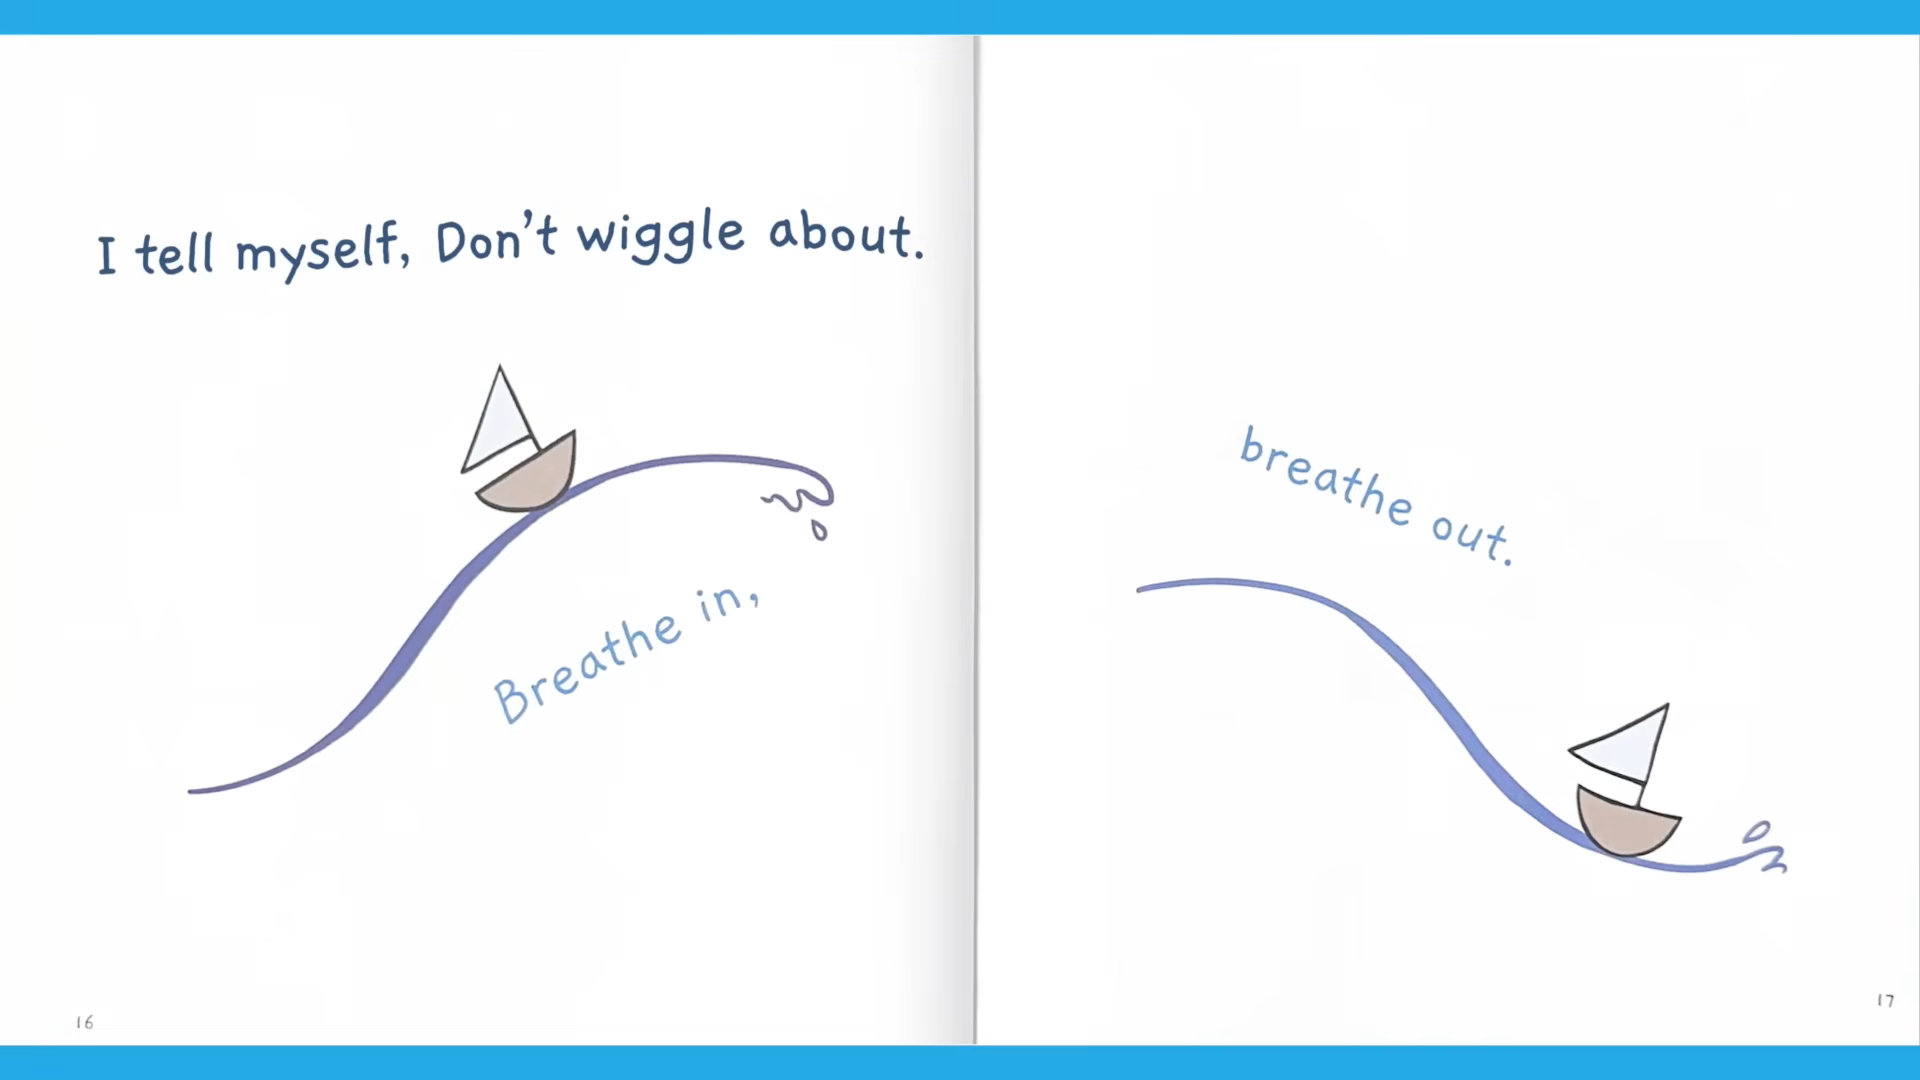 I tell myself, Don't wiggle about.
Breathe in,
breathe out.
16
17